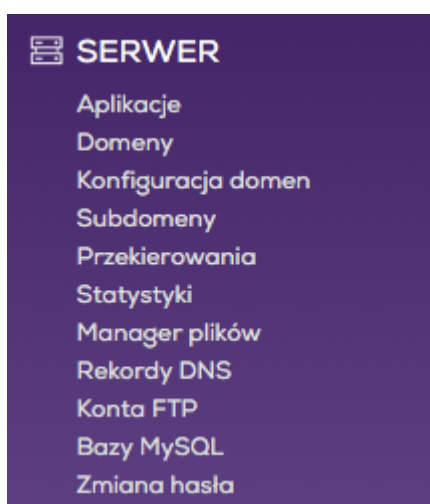 SERWER
Aplikacje
Domeny
Konfiguracja domen
Subdomeny
Przekierowania
Statystyki
Manager plików
Rekordy DNS
Konta FTP
Bazy MySQL
Zmiana hasła